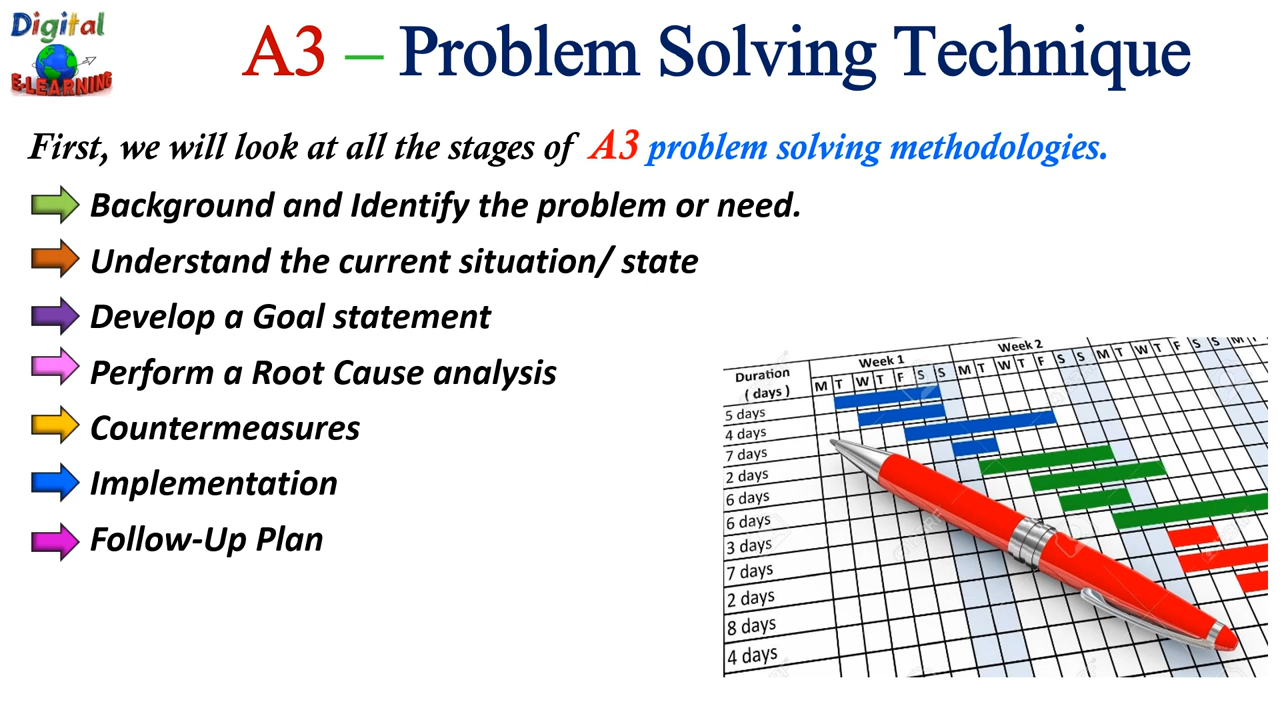 Digital
E-LEARNING
A3 – Problem Solving Technique
First, we will look at all the stages of A3 problem solving methodologies.
Background and Identify the problem or need.
Understand the current situation/ state
Develop a Goal statement
Perform a Root Cause analysis
Countermeasures
Implementation
Follow-Up Plan
Duration
( days )
Week 1
Week 2
M T W T F S S M T W T F S S M T W T F S S M T
5 days
4 days
7 days
2 days
6 days
6 days
3 days
7 days
2 days
8 days
4 days